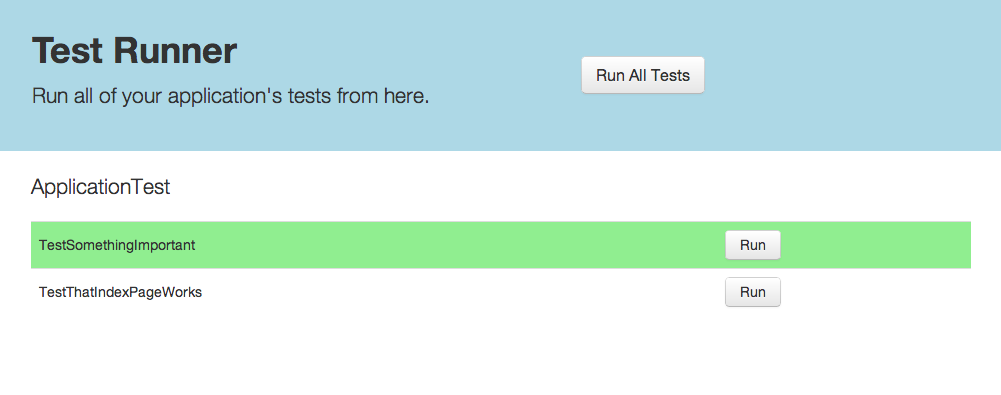 Test Runner
Run all of your application's tests from here.
Run All Tests
ApplicationTest
TestSomethingImportant Run
TestThatIndexPageWorks Run